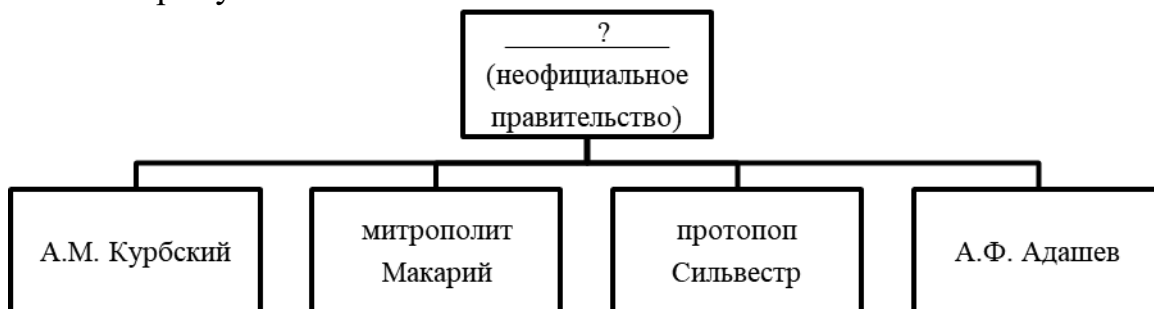 ?
(неофициальное
правительство)
А.М. Курбский
митрополит
Макарий
протопоп
Сильвестр
А.Ф. Адашев